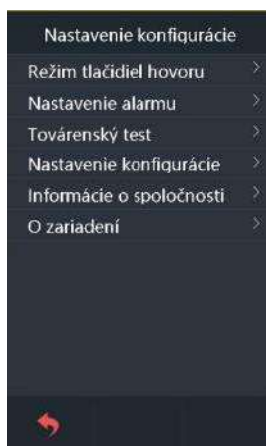 Nastavenie konfigurácie
Režim tlačidiel hovoru
Nastavenie alarmu
Továrenský test
Nastavenie konfigurácie
Informácie o spoločnosti
O zariadení